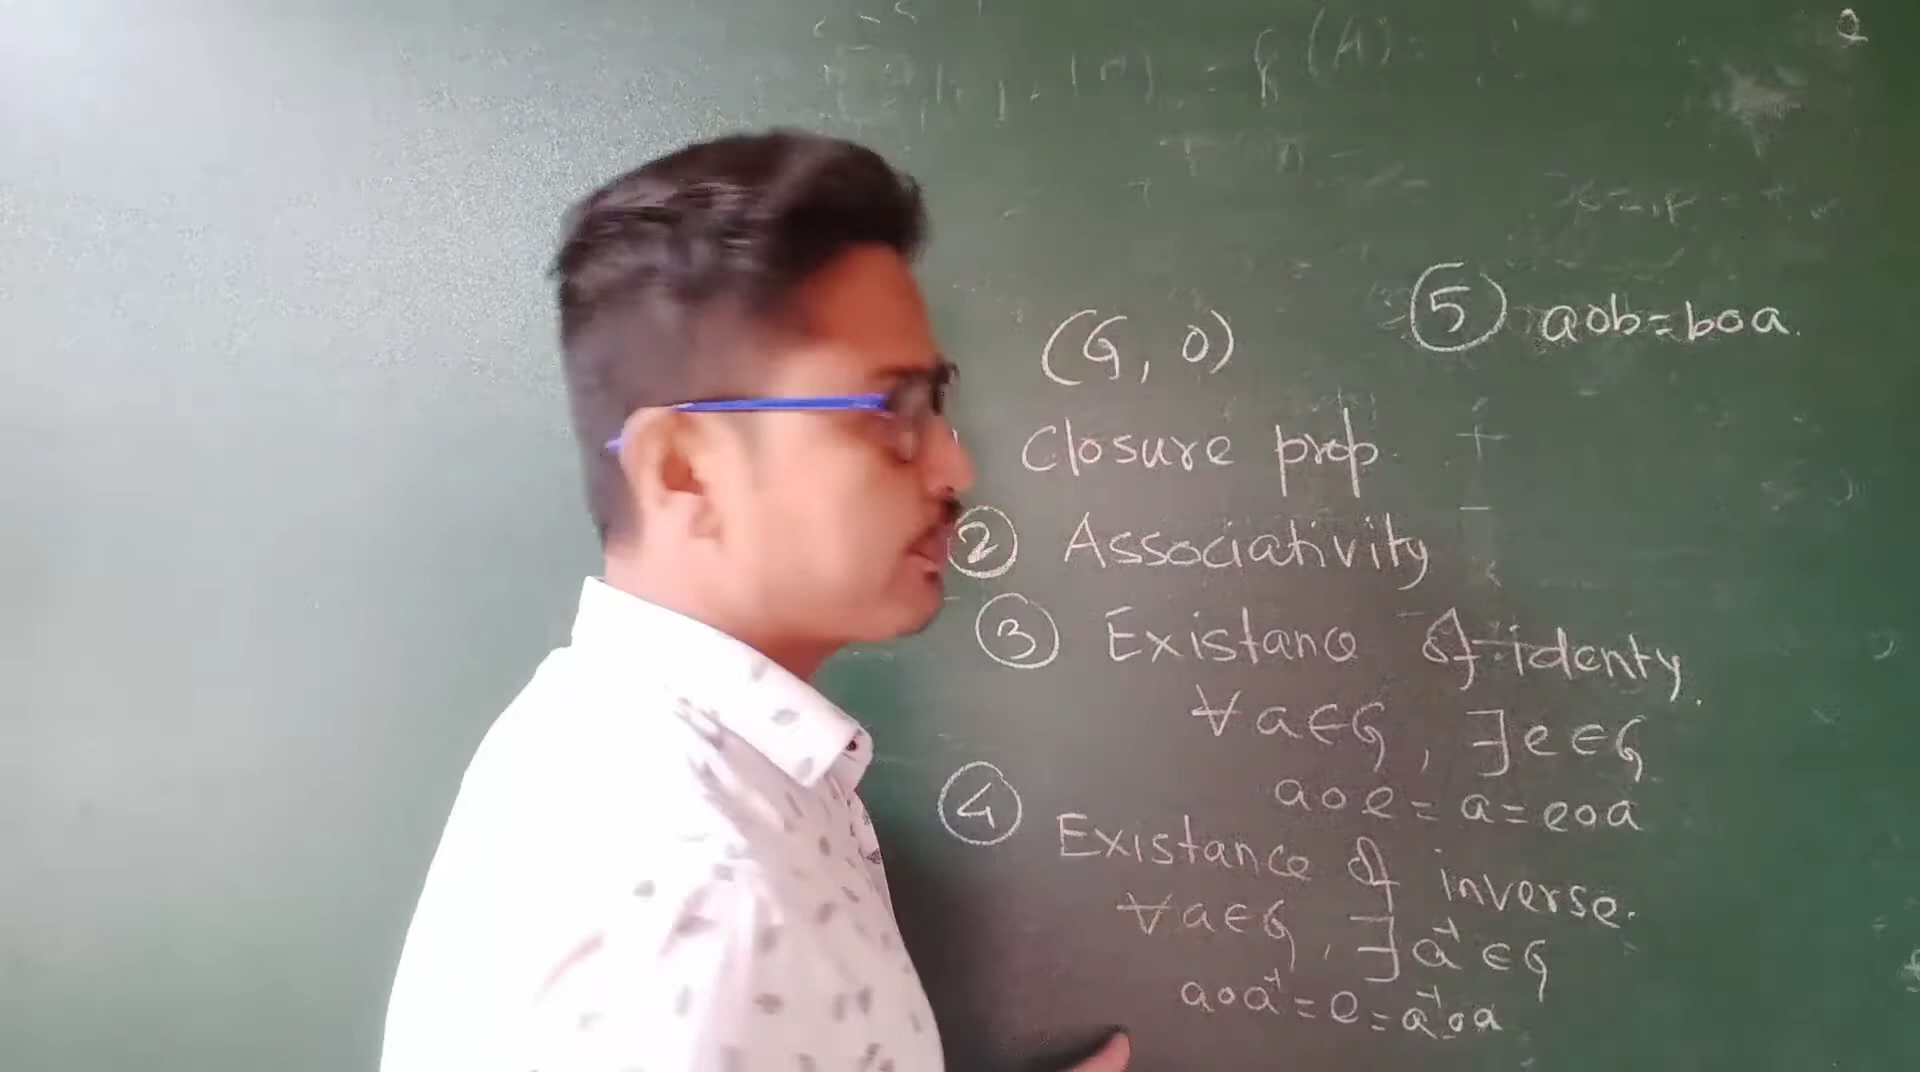 (G, o)
⑤ aob=boa.
Closure prop.
② Associativity
③ Existance of identy.
∀a∈G, ∃e∈G
aoe = a = eoa
④ Existance of inverse.
∀a∈G, ∃a⁻¹∈G
aoa⁻¹ = e = a⁻¹oa